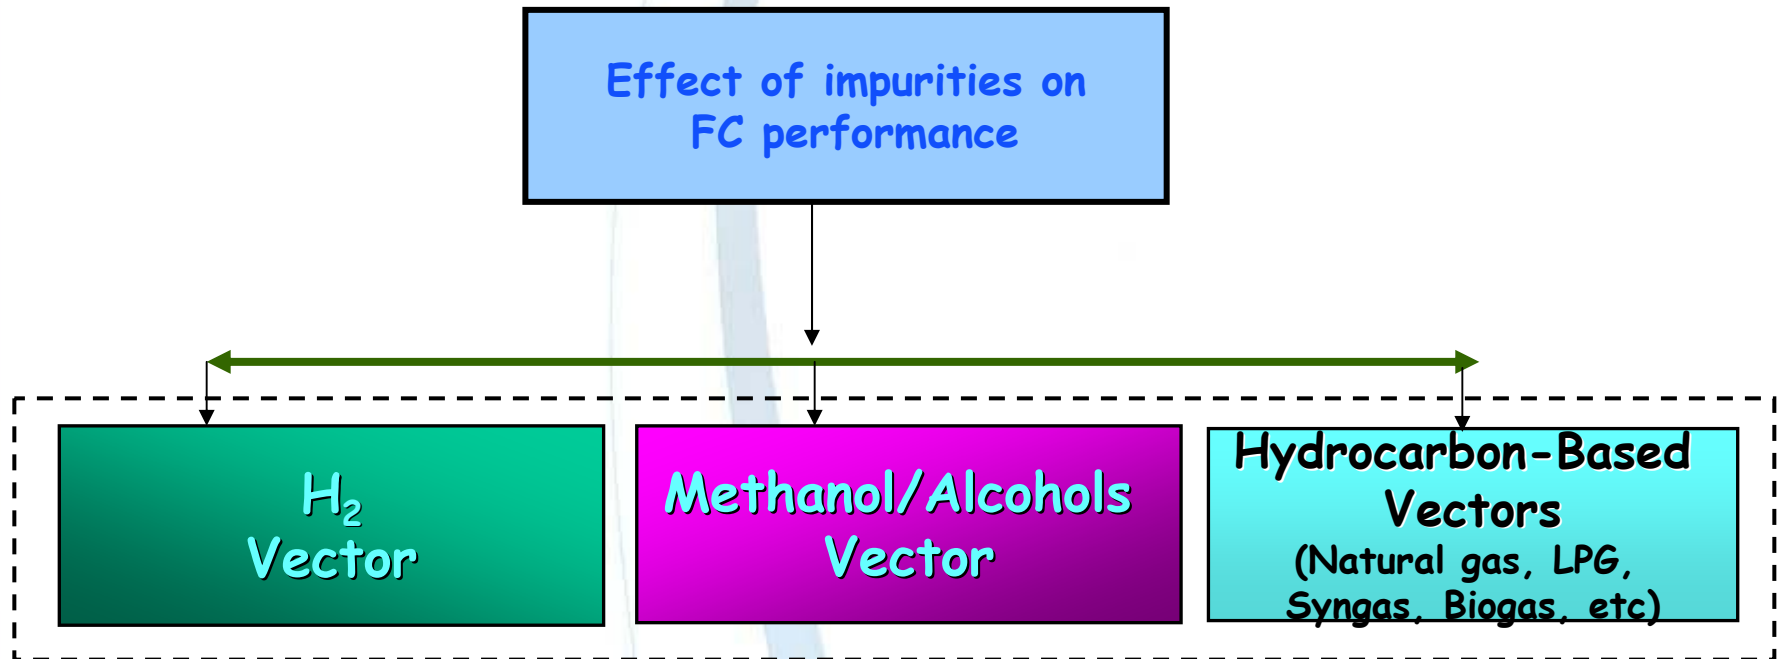 Effect of impurities on
FC performance
H₂
Vector
Methanol/Alcohols
Vector
Hydrocarbon-Based
Vectors
(Natural gas, LPG,
Syngas, Biogas, etc)